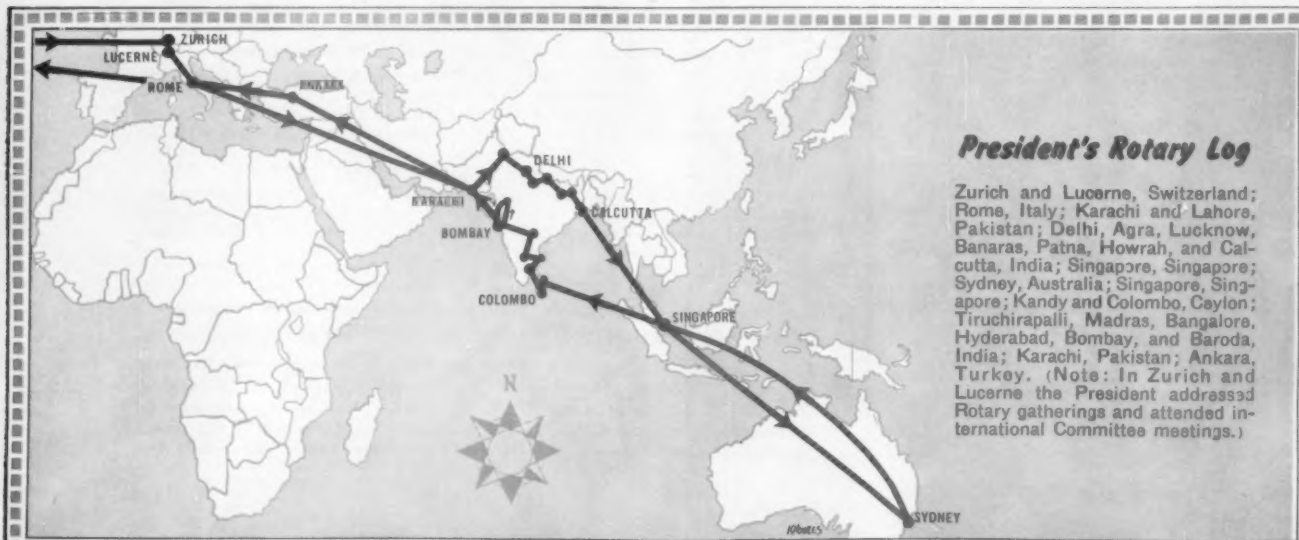 ZURICH
LUCERNE
ROME
ANKARA
DELHI
KARACHI
CALCUTTA
BOMBAY
COLOMBO
SINGAPORE
N
SYDNEY
President's Rotary Log
Zurich and Lucerne, Switzerland;
Rome, Italy; Karachi and Lahore,
Pakistan; Delhi, Agra, Lucknow,
Banaras, Patna, Howrah, and Cal-
cutta, India; Singapore, Singapore;
Sydney, Australia; Singapore, Sing-
apore; Kandy and Colombo, Ceylon;
Tiruchirapalli, Madras, Bangalore,
Hyderabad, Bombay, and Baroda,
India; Karachi, Pakistan; Ankara,
Turkey. (Note: In Zurich and
Lucerne the President addressed
Rotary gatherings and attended in-
ternational Committee meetings.)